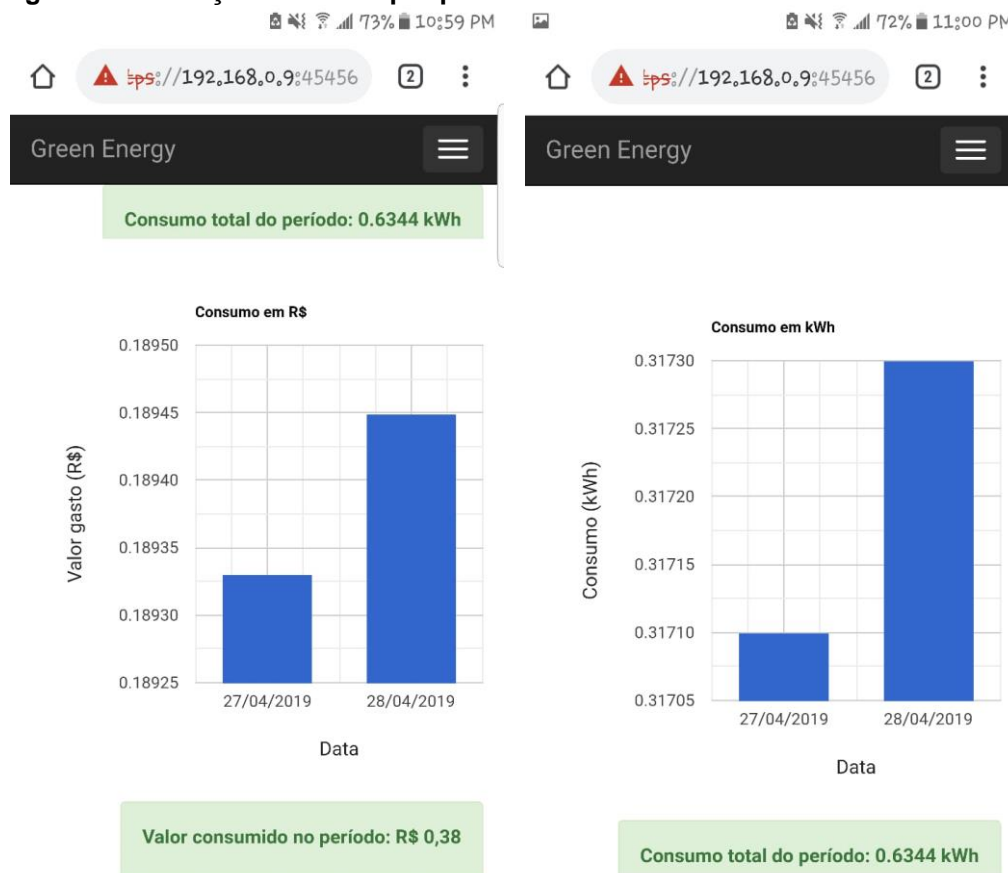 73% 10:59 PM
tps://192.168.0.9:45456 2
Green Energy
Consumo total do período: 0.6344 kWh
Consumo em R$
0.18950
0.18945
0.18940
0.18935
0.18930
0.18925
Valor gasto (R$)
27/04/2019 28/04/2019
Data
Valor consumido no período: R$ 0,38
72% 11:00 PM
tps://192.168.0.9:45456 2
Green Energy
Consumo em kWh
0.31730
0.31725
0.31720
0.31715
0.31710
0.31705
Consumo (kWh)
27/04/2019 28/04/2019
Data
Consumo total do período: 0.6344 kWh